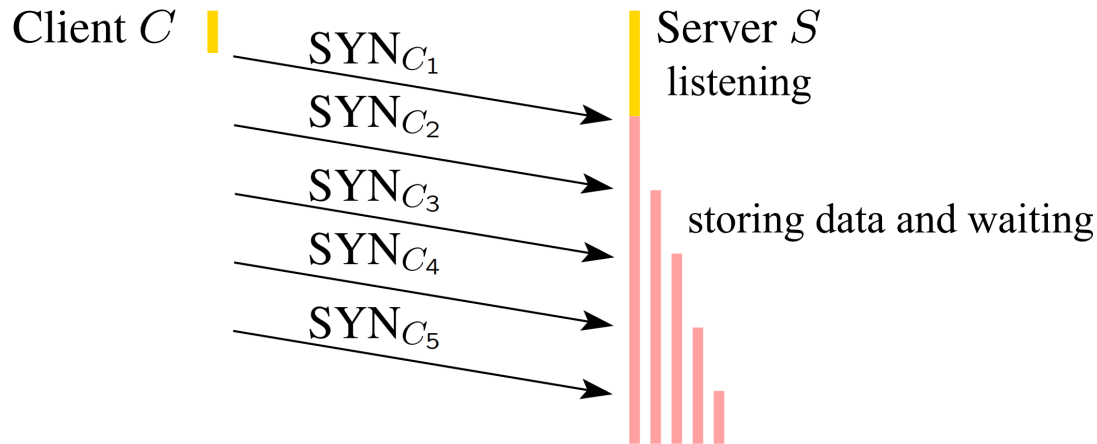 Client C
Server S
listening
SYN_{C_1}
SYN_{C_2}
SYN_{C_3}
storing data and waiting
SYN_{C_4}
SYN_{C_5}